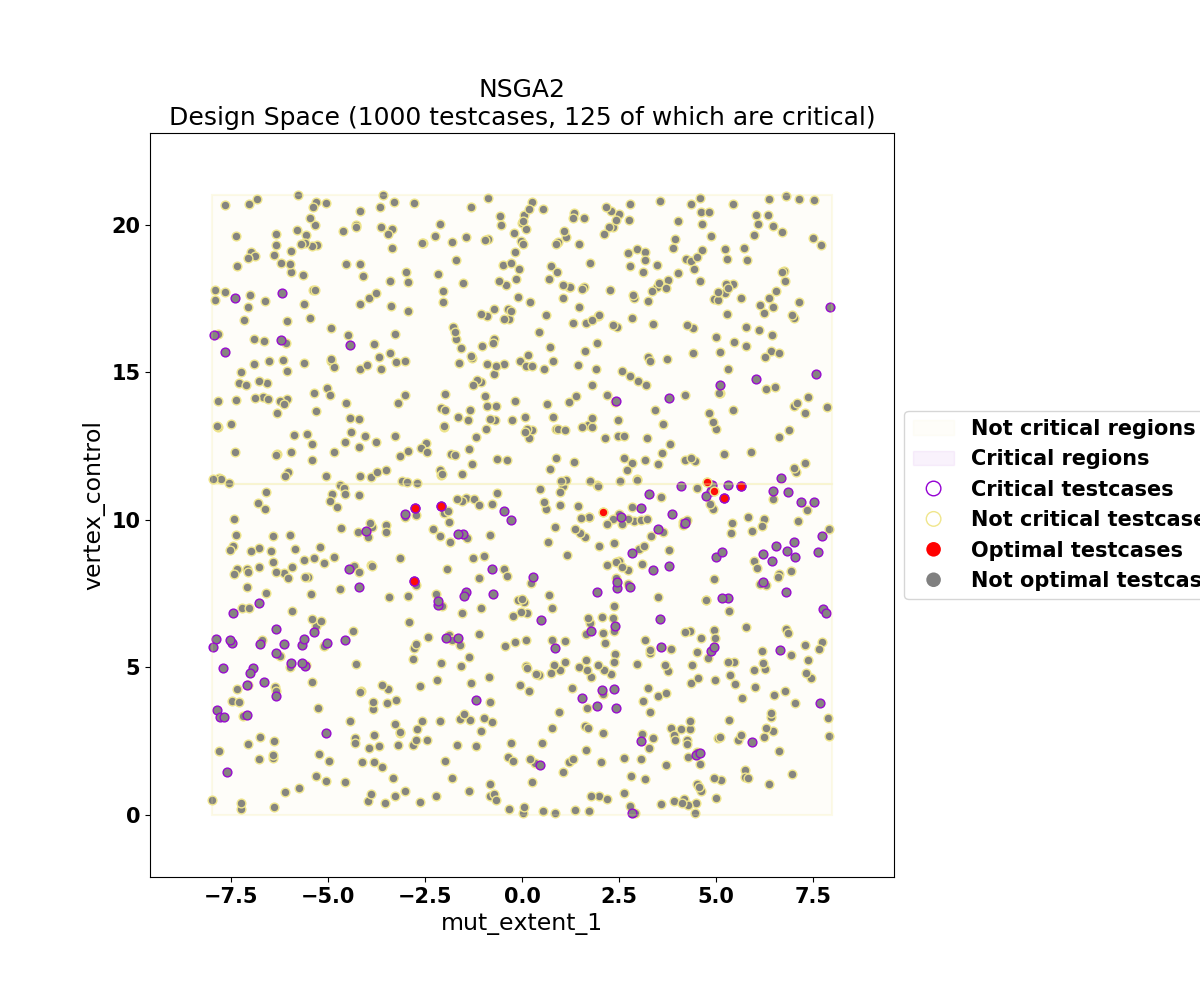 NSGA2
Design Space (1000 testcases, 125 of which are critical)
20
15
10
5
0
vertex_control
−7.5 −5.0 −2.5 0.0 2.5 5.0 7.5
mut_extent_1
Not critical regions
Critical regions
Critical testcases
Not critical testcase
Optimal testcases
Not optimal testcas